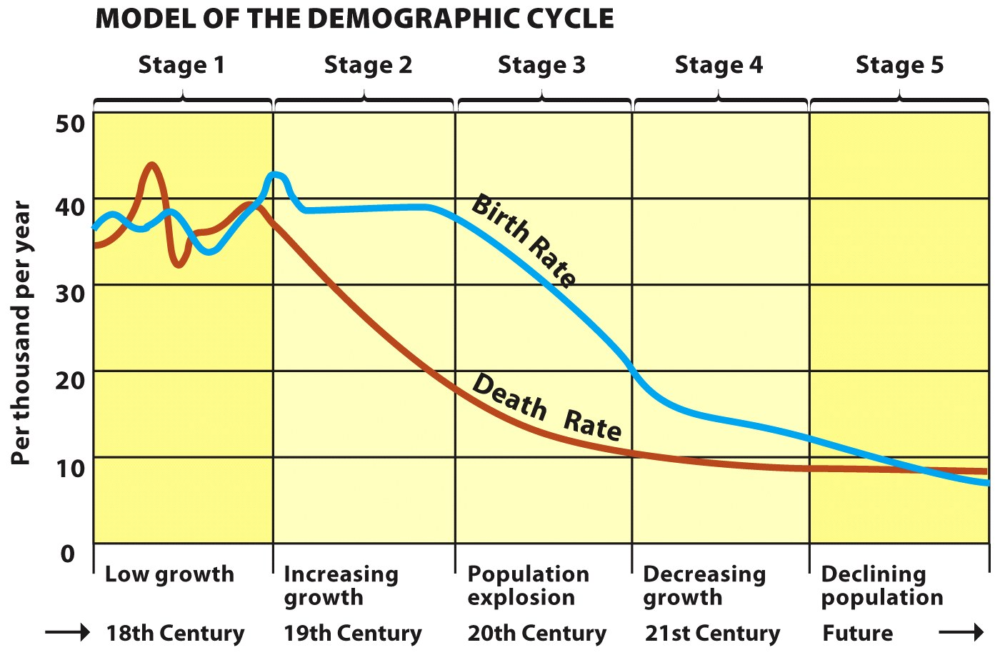 MODEL OF THE DEMOGRAPHIC CYCLE
Stage 1 Stage 2 Stage 3 Stage 4 Stage 5
50
40
30
20
10
0
Per thousand per year
Birth Rate
Death Rate
Low growth
Increasing
growth
Population
explosion
Decreasing
growth
Declining
population
18th Century 19th Century 20th Century 21st Century Future